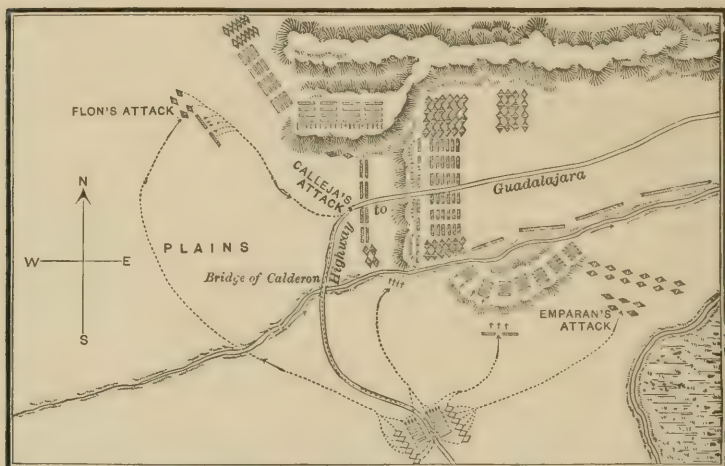 FLON'S ATTACK
CALLEJA'S
ATTACK
Highway to Guadalajara
N
W E
S
PLAINS
Bridge of Calderon
EMPARAN'S
ATTACK